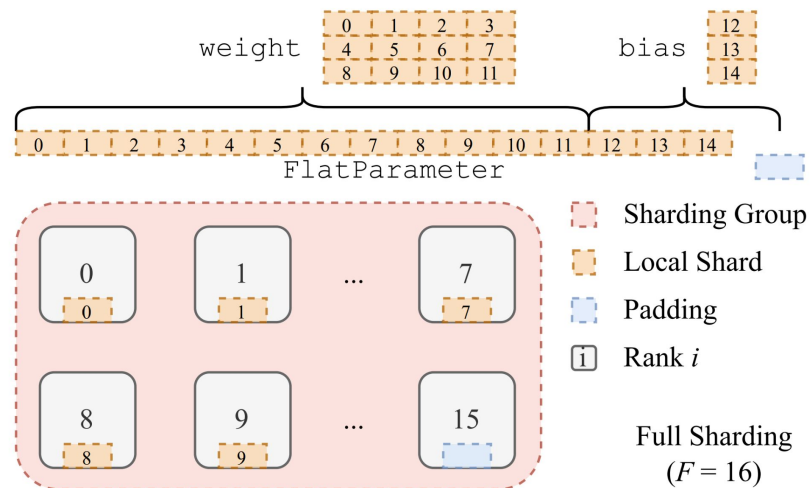 0 1 2 3
weight 4 5 6 7 bias
8 9 10 11
12
13
14
0 1 2 3 4 5 6 7 8 9 10 11 12 13 14
FlatParameter
0 1 ... 7
0 1 7
8 9 ... 15
8 9
Sharding Group
Local Shard
Padding
i Rank i
Full Sharding
(F = 16)